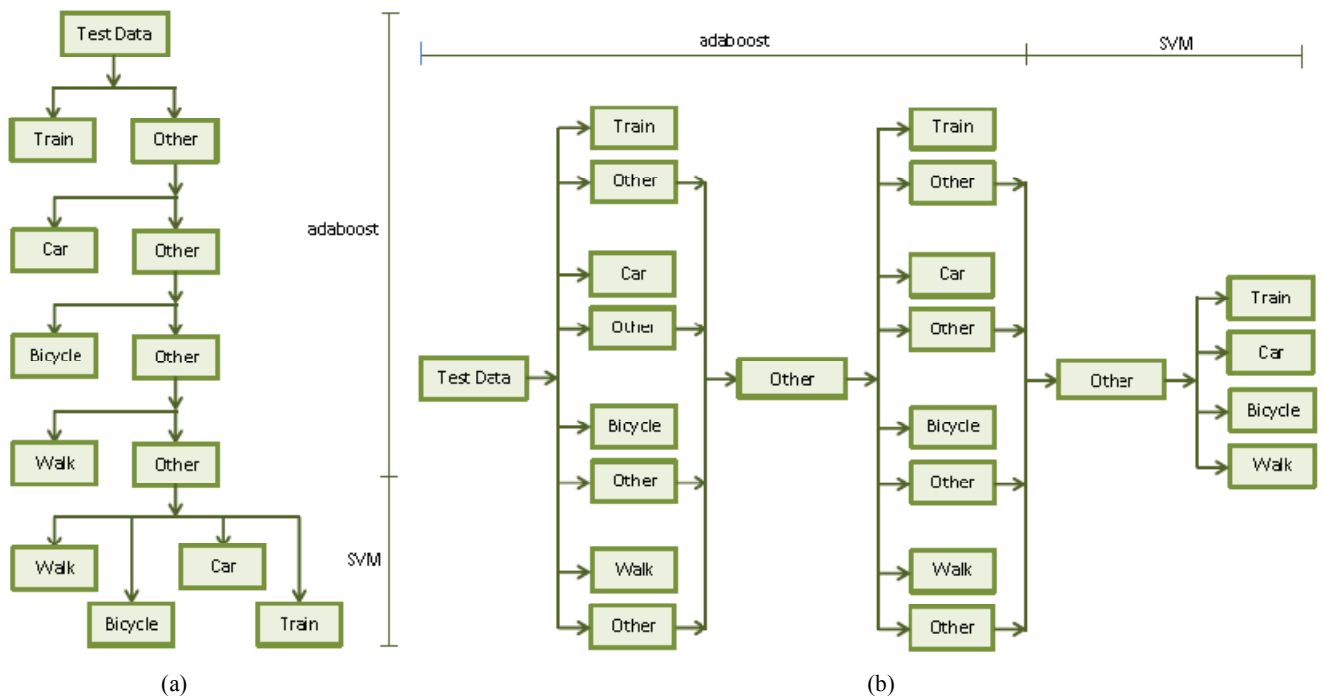 Test Data
Train
Other
Car
Other
Bicycle
Other
Walk
Other
Walk
Car
Bicycle
Train
adaboost
SVM
(a)
adaboost
SVM
Test Data
Train
Other
Car
Other
Bicycle
Other
Walk
Other
Other
Train
Other
Car
Other
Bicycle
Other
Walk
Other
Other
Train
Car
Bicycle
Walk
(b)